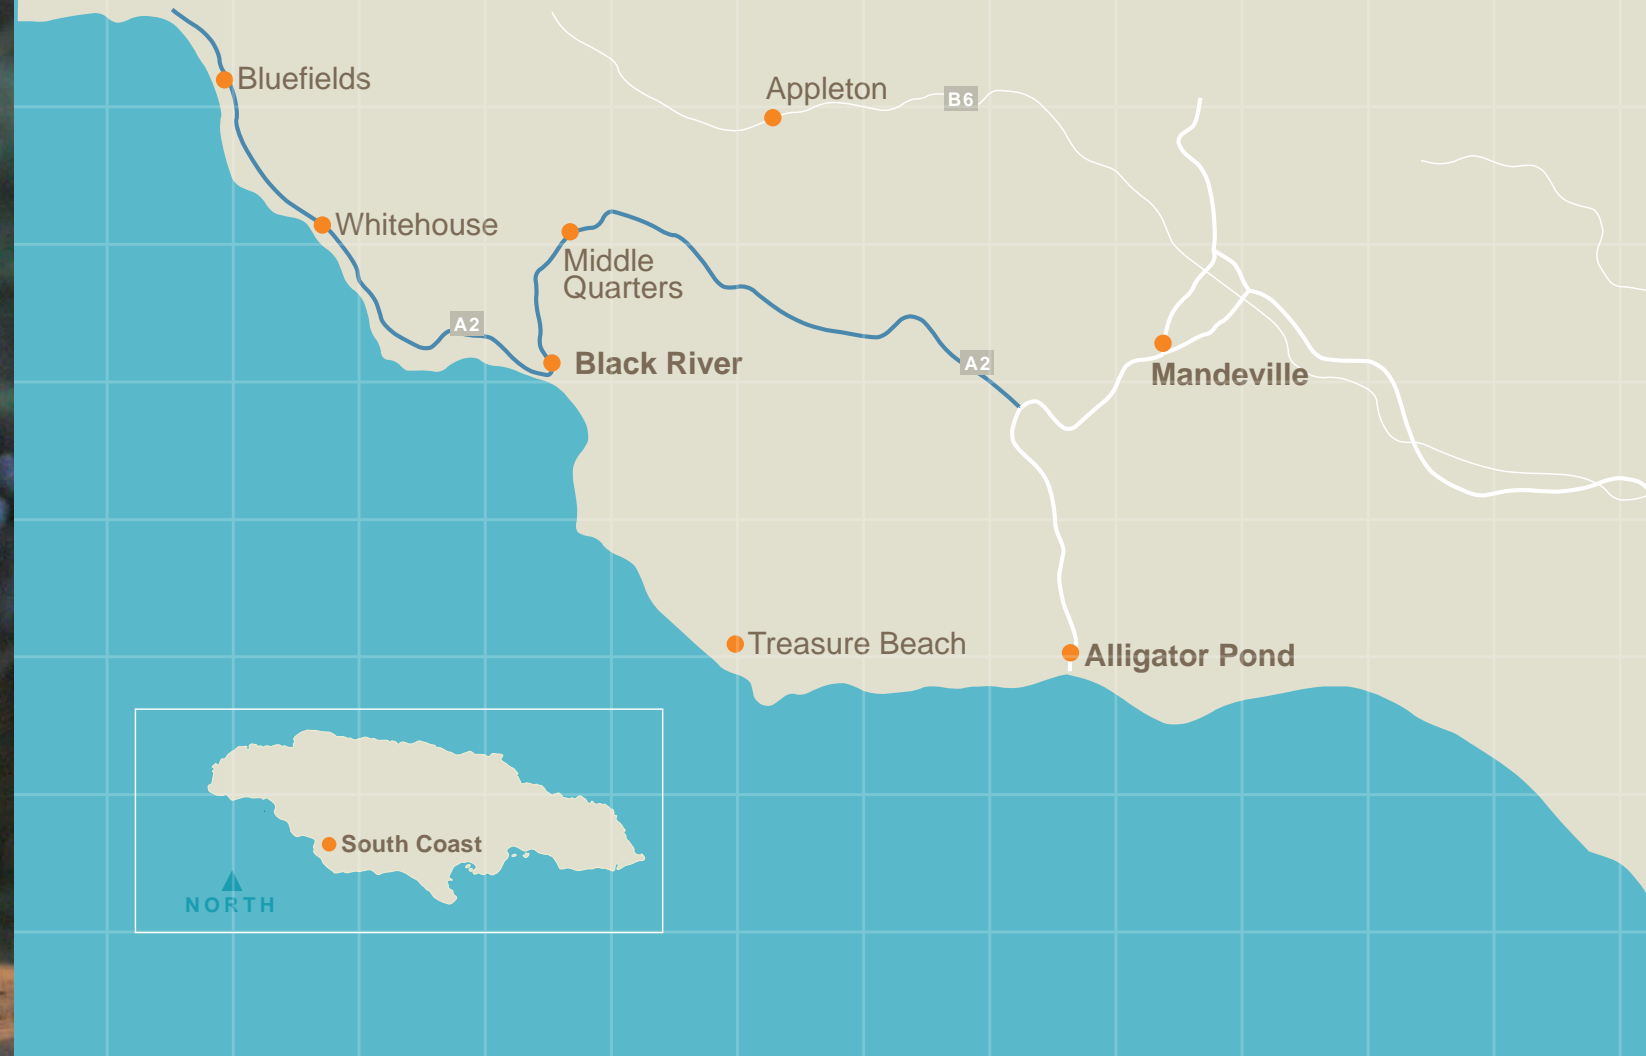 Bluefields
Appleton
B6
Whitehouse
Middle
Quarters
A2
Black River
A2
Mandeville
Treasure Beach
Alligator Pond
South Coast
NORTH